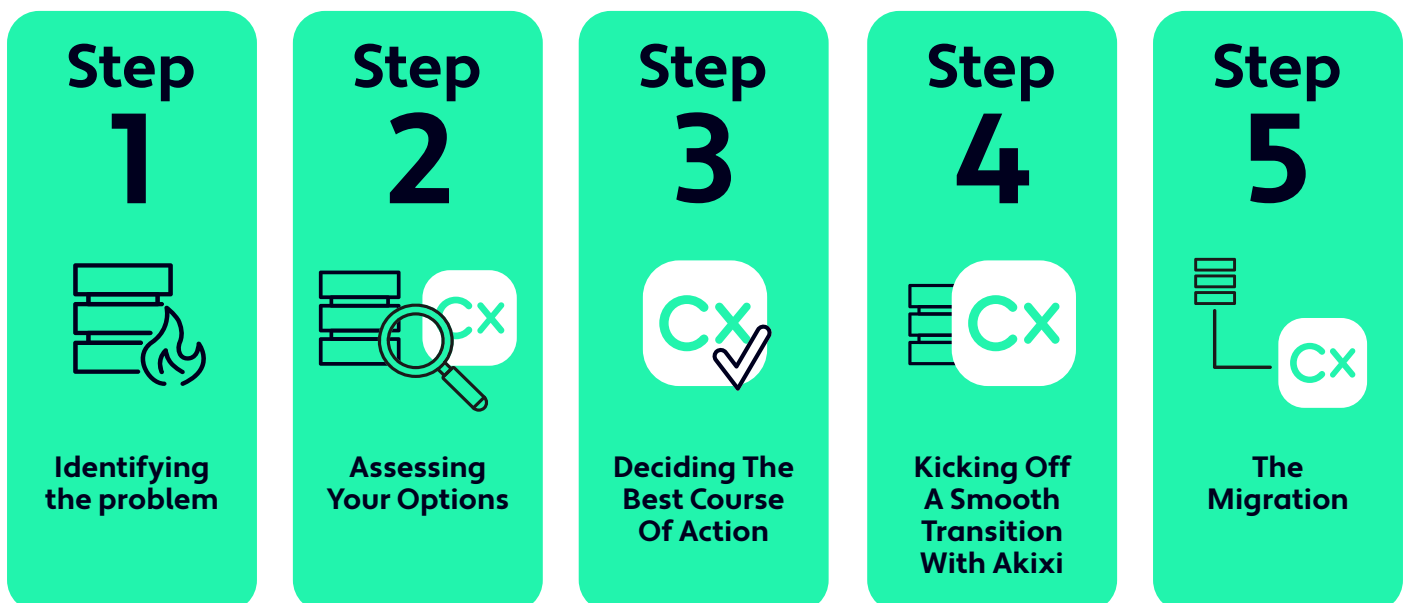 Step
1
Cx
Identifying
the problem
Step
2
Cx
Assessing
Your Options
Step
3
Cx
Deciding The
Best Course
Of Action
Step
4
Cx
Kicking Off
A Smooth
Transition
With Akixi
Step
5
Cx
The
Migration